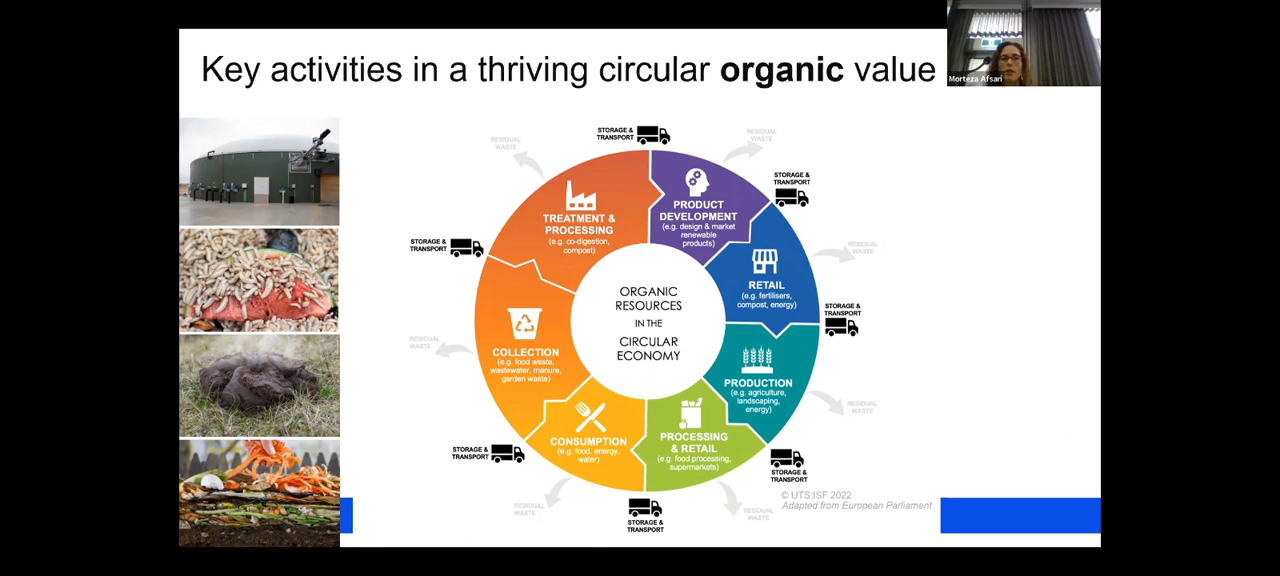 Key activities in a thriving circular organic value
Morteza Afsari
STORAGE &
TRANSPORT
RESIDUAL
WASTE
RESIDUAL
WASTE
STORAGE &
TRANSPORT
TREATMENT &
PROCESSING
(e.g. co-digestion,
compost)
PRODUCT
DEVELOPMENT
(e.g. design & market
renewable
products)
STORAGE &
TRANSPORT
RESIDUAL
WASTE
RETAIL
(e.g. fertilisers,
compost, energy)
ORGANIC
RESOURCES
IN THE
CIRCULAR
ECONOMY
STORAGE &
TRANSPORT
RESIDUAL
WASTE
COLLECTION
(e.g. food waste,
wastewater, manure,
garden waste)
PRODUCTION
(e.g. agriculture,
landscaping,
energy)
RESIDUAL
WASTE
CONSUMPTION
(e.g. food, energy,
water)
PROCESSING
& RETAIL
(e.g. food processing,
supermarkets)
STORAGE &
TRANSPORT
STORAGE &
TRANSPORT
RESIDUAL
WASTE
STORAGE &
TRANSPORT
RESIDUAL
WASTE
© UTS:ISF 2022
Adapted from European Parliament